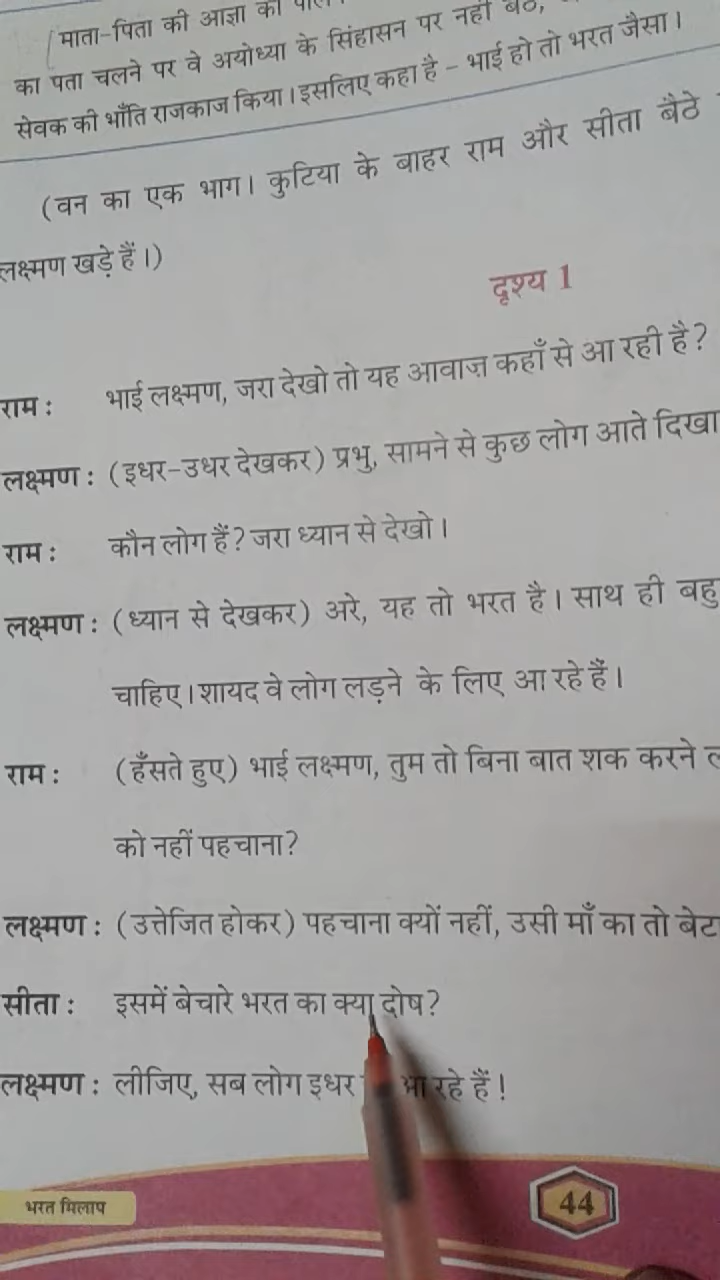 माता-पिता की आज्ञा का
का पता चलने पर वे अयोध्या के सिंहासन पर नहीं बैठे,
सेवक की भाँति राजकाज किया। इसलिए कहा है - भाई हो तो भरत जैसा।
(वन का एक भाग। कुटिया के बाहर राम और सीता बैठे
लक्ष्मण खड़े हैं।)
दृश्य 1
राम : भाई लक्ष्मण, जरा देखो तो यह आवाज़ कहाँ से आ रही है?
लक्ष्मण : (इधर-उधर देखकर) प्रभु, सामने से कुछ लोग आते दिखा
राम : कौन लोग हैं? जरा ध्यान से देखो।
लक्ष्मण : (ध्यान से देखकर) अरे, यह तो भरत है। साथ ही बहु
चाहिए। शायद वे लोग लड़ने के लिए आ रहे हैं।
राम : (हँसते हुए) भाई लक्ष्मण, तुम तो बिना बात शक करने
को नहीं पहचाना?
लक्ष्मण : (उत्तेजित होकर) पहचाना क्यों नहीं, उसी माँ का तो बेट
सीता : इसमें बेचारे भरत का क्या दोष?
लक्ष्मण : लीजिए, सब लोग इधर आ रहे हैं!
भरत मिलाप
44